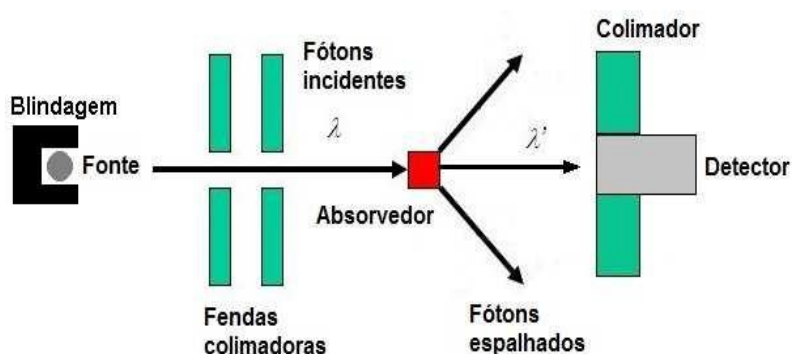 Colimador
Fótons
incidentes
Blindagem
λ
λ'
Fonte
Detector
Absorvedor
Fendas
colimadoras
Fótons
espalhados